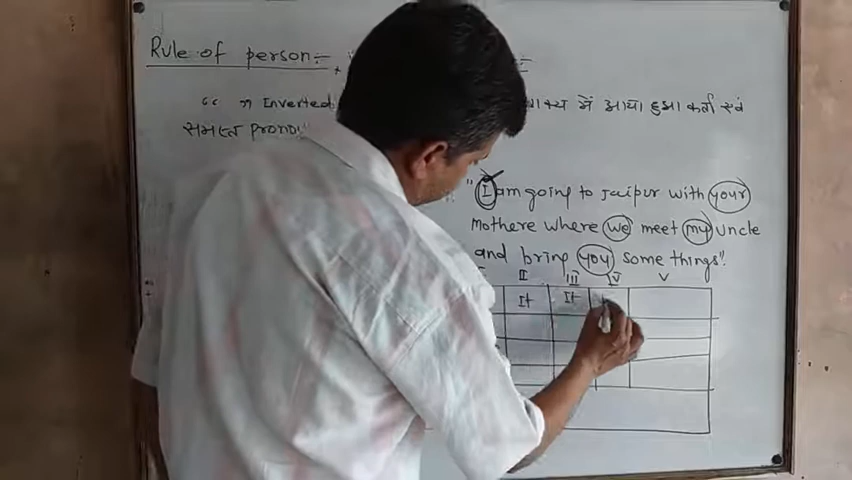 Rule of person:-
“ ” Inverted वाक्य में आया हुआ कर्ता एवं
समस्त
"I am going to Jaipur with your
Mothere where we meet my uncle
and bring you some things".
II III IV V
It It